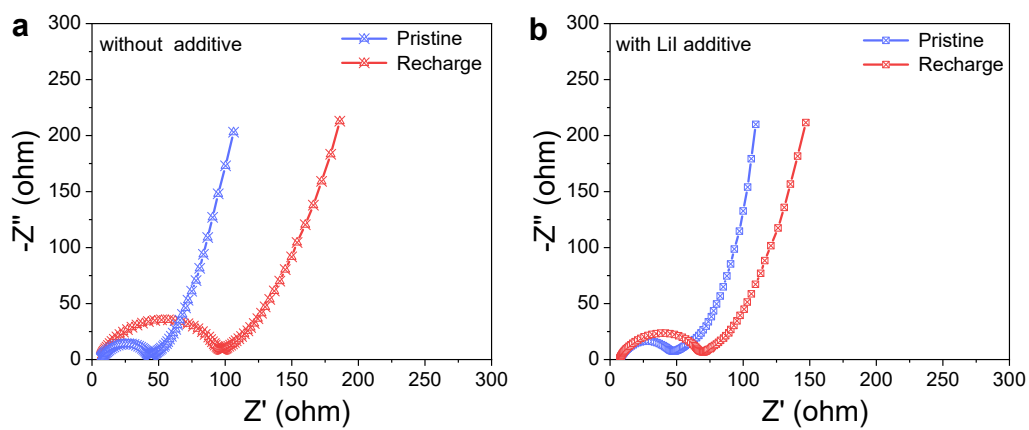 a
without additive
Pristine
Recharge
300
250
200
150
100
50
0
-Z" (ohm)
0 50 100 150 200 250 300
Z' (ohm)
b
with LiI additive
Pristine
Recharge
300
250
200
150
100
50
0
-Z" (ohm)
0 50 100 150 200 250 300
Z' (ohm)